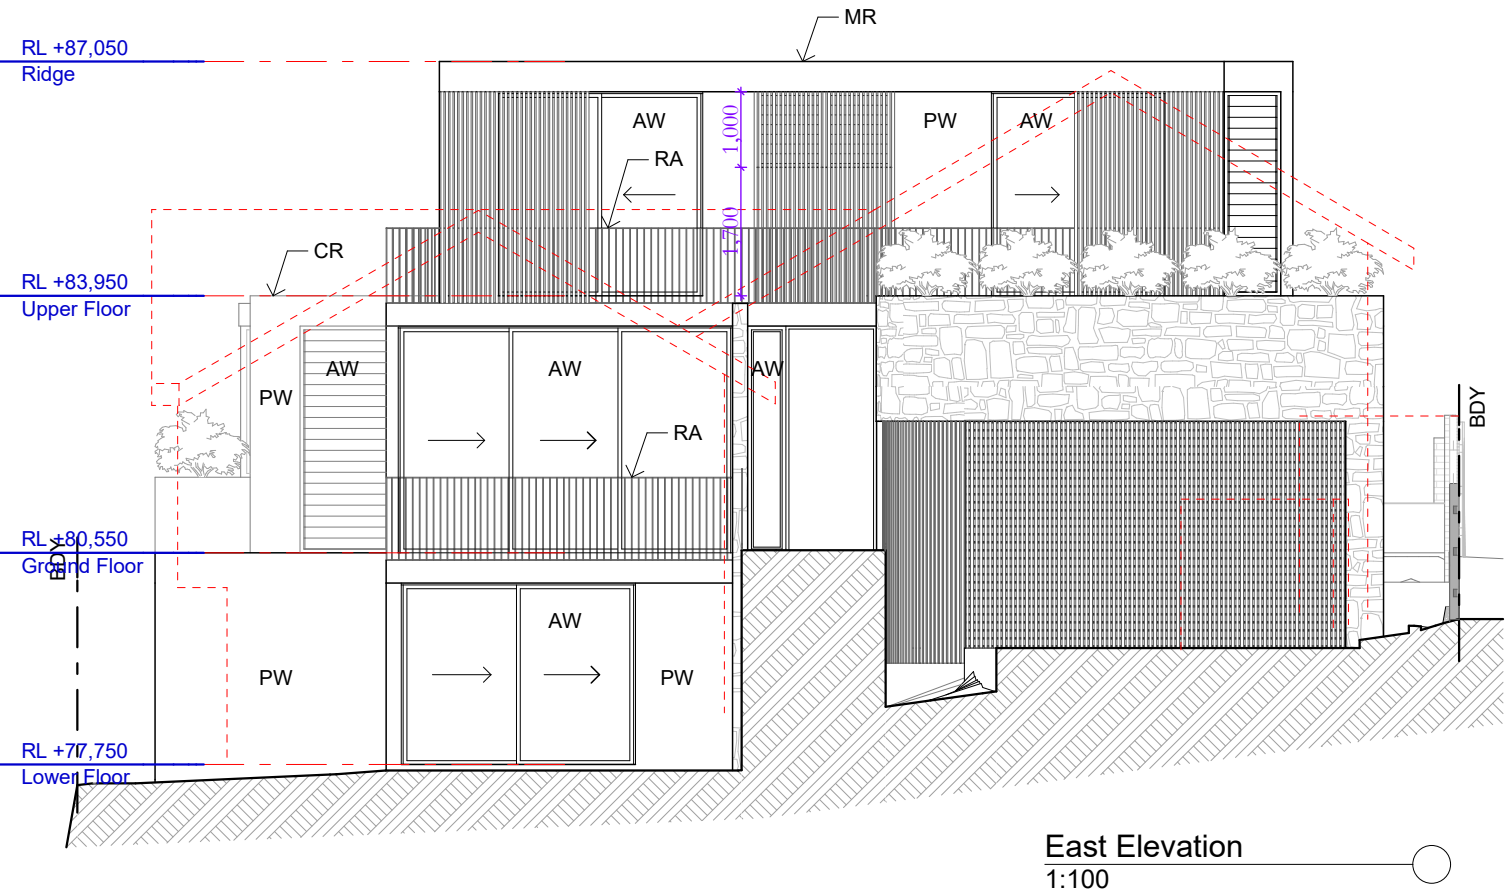 MR
RL +87,050
Ridge
AW
1,000
PW
AW
RA
1,700
CR
RL +83,950
Upper Floor
AW
AW
AW
PW
BDY
RA
RL +80,550
Ground Floor
BDY
AW
PW
PW
RL +77,750
Lower Floor
East Elevation
1:100